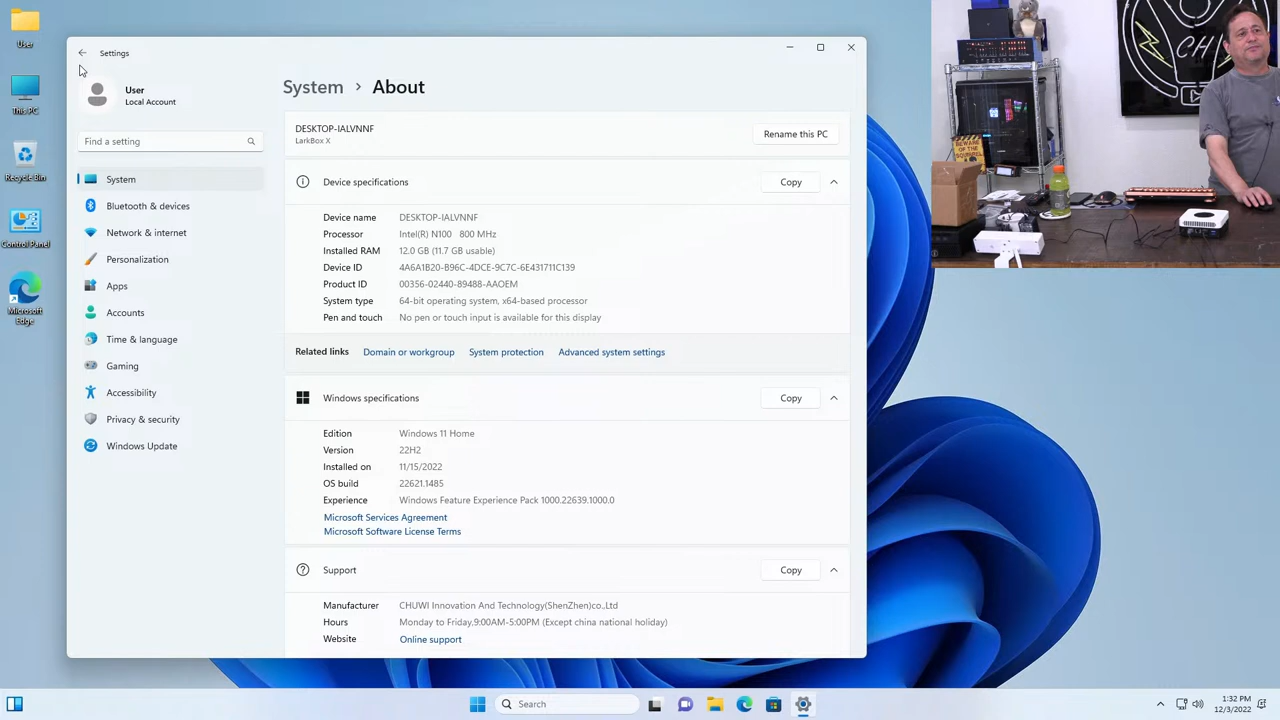 User
This PC
Recycle Bin
Control Panel
Microsoft
Edge
Settings
User
Local Account
Find a setting
System
Bluetooth & devices
Network & internet
Personalization
Apps
Accounts
Time & language
Gaming
Accessibility
Privacy & security
Windows Update
System > About
DESKTOP-IALVNNF
LarkBox X
Rename this PC
Device specifications
Copy
Device name DESKTOP-IALVNNF
Processor Intel(R) N100 800 MHz
Installed RAM 12.0 GB (11.7 GB usable)
Device ID 4A6A1B20-B96C-4DCE-9C7C-6E431711C139
Product ID 00356-02440-89488-AAOEM
System type 64-bit operating system, x64-based processor
Pen and touch No pen or touch input is available for this display
Related links Domain or workgroup System protection Advanced system settings
Windows specifications
Copy
Edition Windows 11 Home
Version 22H2
Installed on 11/15/2022
OS build 22621.1485
Experience Windows Feature Experience Pack 1000.22639.1000.0
Microsoft Services Agreement
Microsoft Software License Terms
Support
Copy
Manufacturer CHUWI Innovation And Technology(ShenZhen)co.,Ltd
Hours Monday to Friday,9:00AM-5:00PM (Except china national holiday)
Website Online support
BEWARE
OF THE
SQUIRREL
CH
Search
1:32 PM
12/3/2022